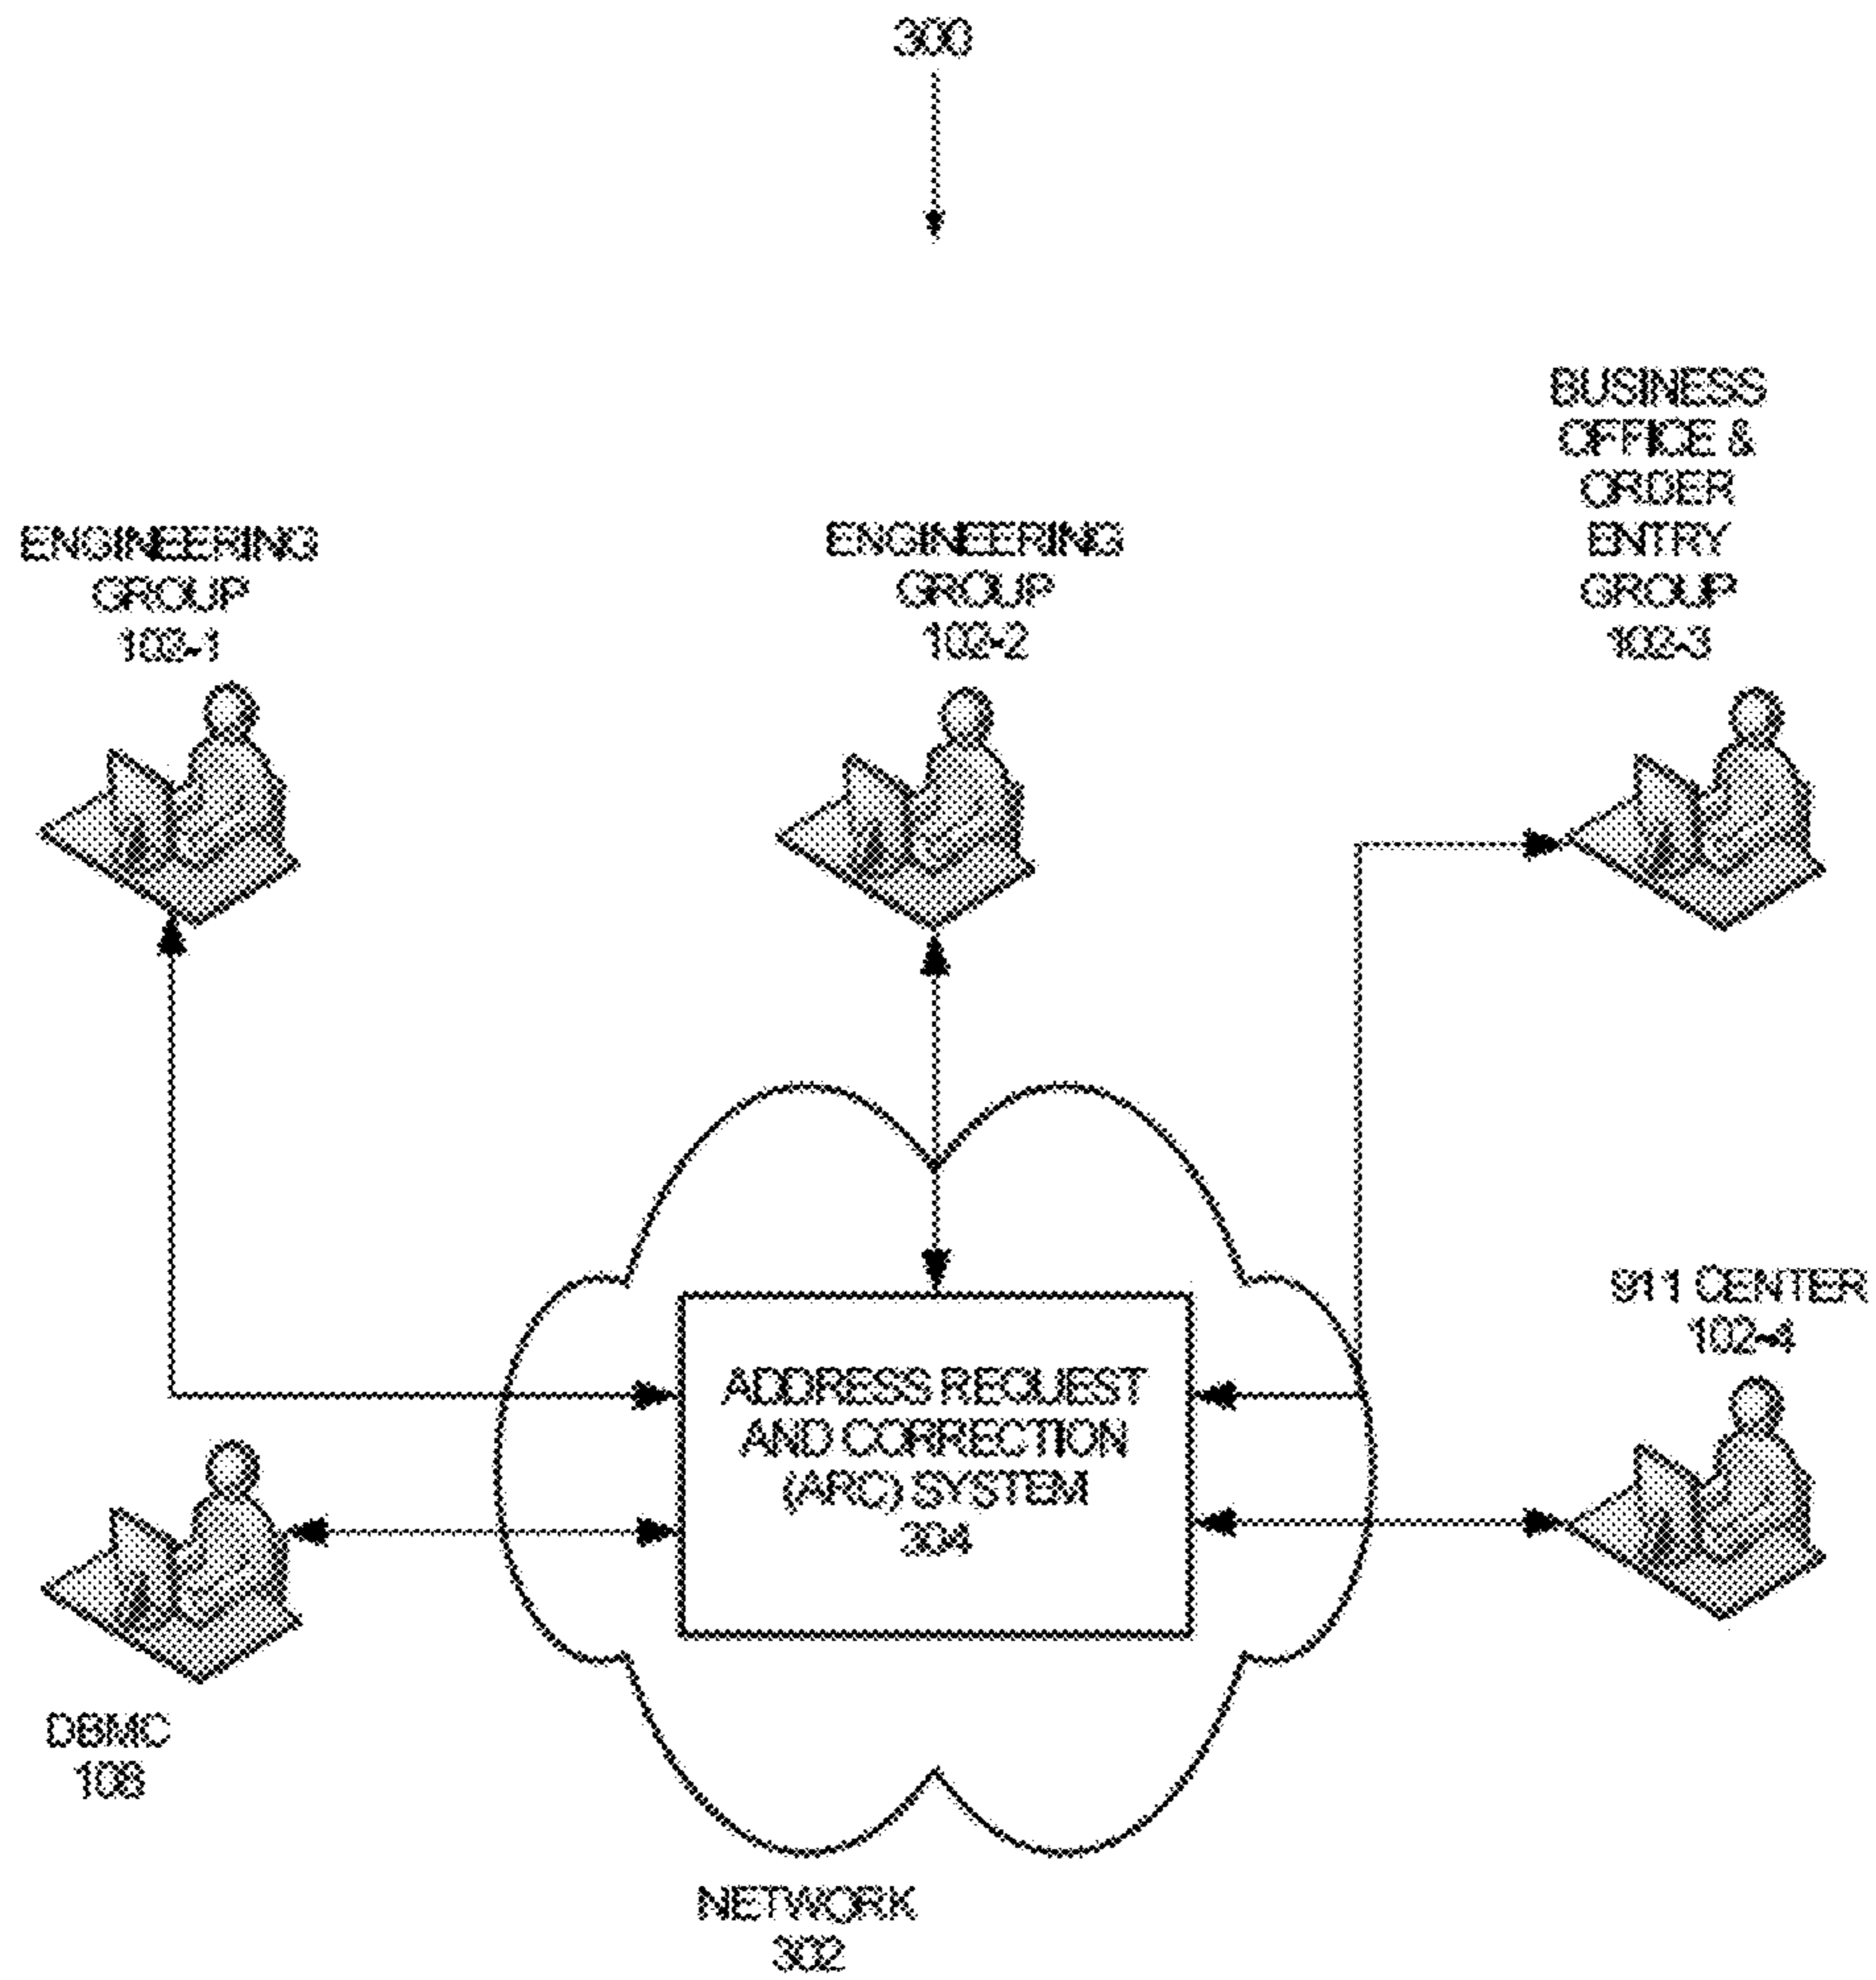 300
ENGINEERING
GROUP
102-1
ENGINEERING
GROUP
102-2
BUSINESS
OFFICE &
ORDER
ENTRY
GROUP
102-3
911 CENTER
102-4
ADDRESS REQUEST
AND CORRECTION
(ARC) SYSTEM
304
DBMC
108
NETWORK
302